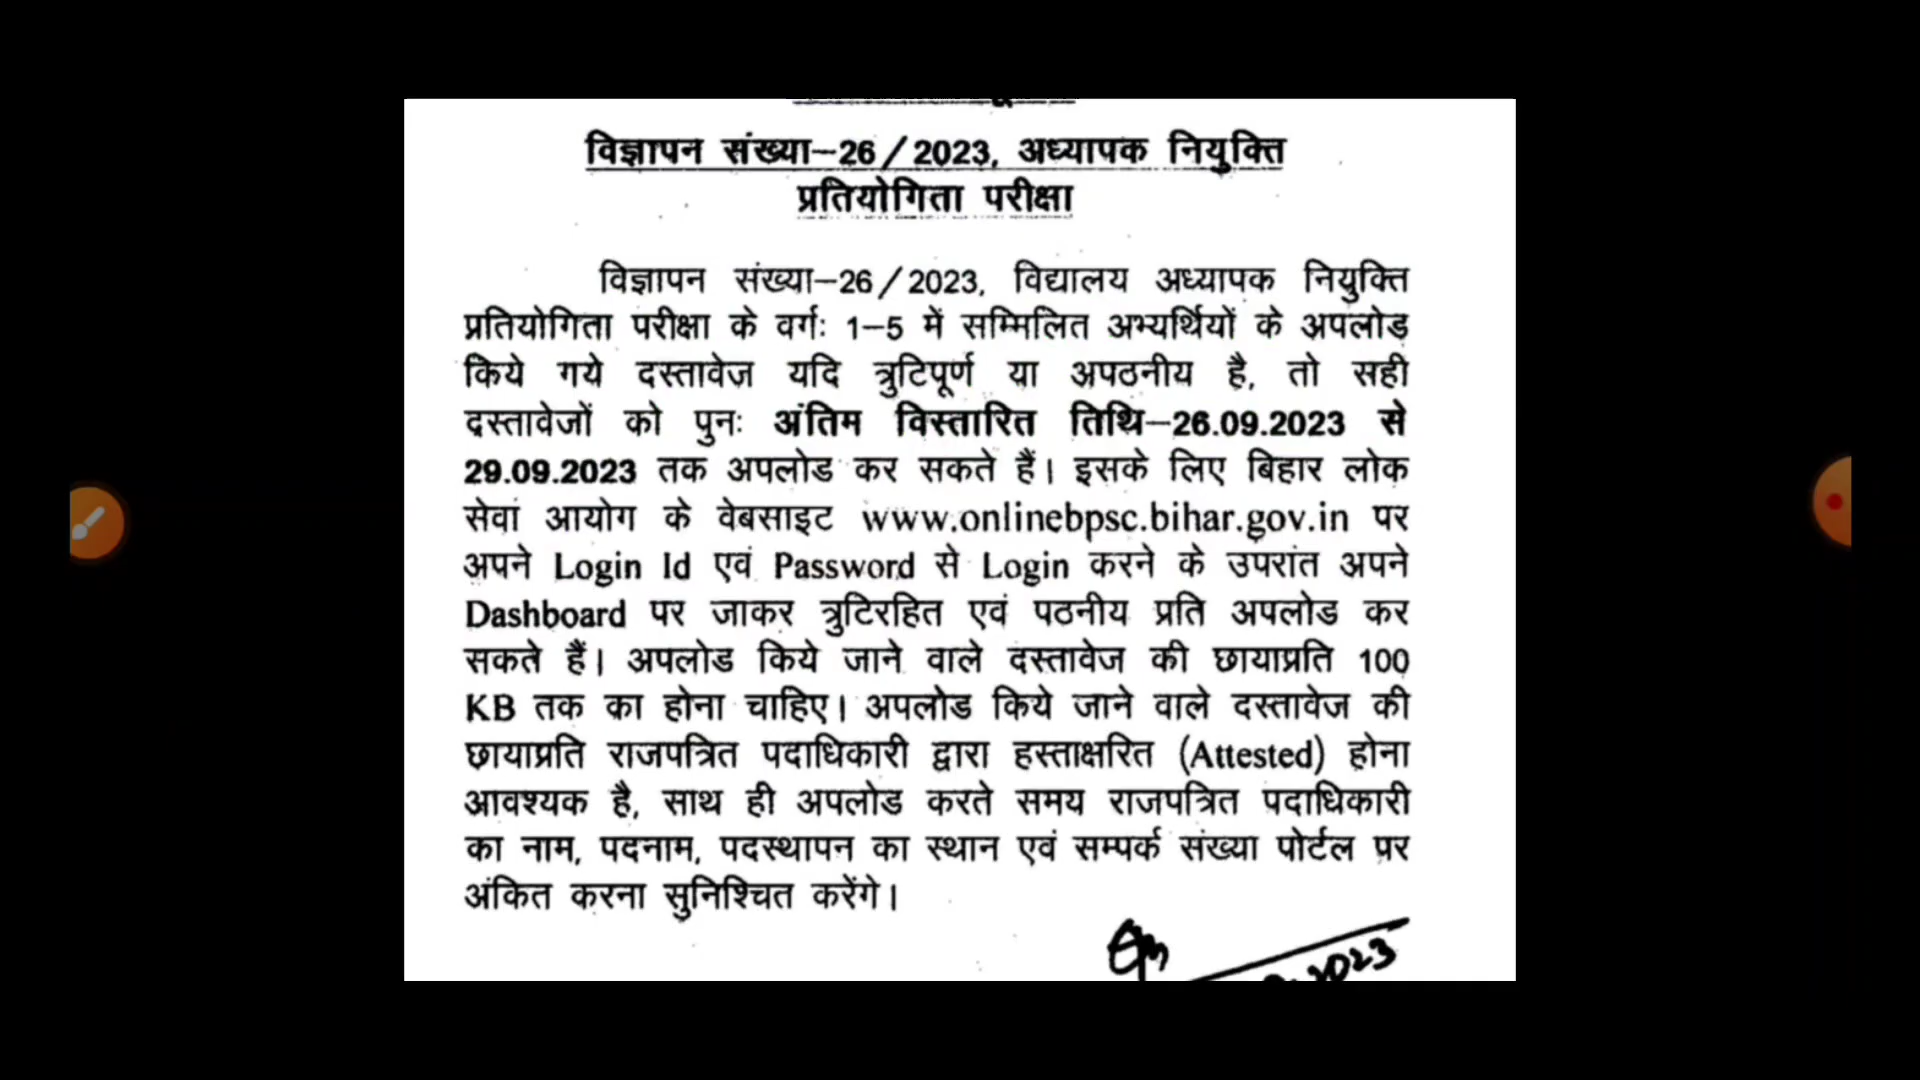 विज्ञापन संख्या–26/2023, अध्यापक नियुक्ति
प्रतियोगिता परीक्षा
विज्ञापन संख्या–26/2023, विद्यालय अध्यापक नियुक्ति
प्रतियोगिता परीक्षा के वर्गः 1–5 में सम्मिलित अभ्यर्थियों के अपलोड
किये गये दस्तावेज यदि त्रुटिपूर्ण या अपठनीय है, तो सही
दस्तावेजों को पुनः अंतिम विस्तारित तिथि–26.09.2023 से
29.09.2023 तक अपलोड कर सकते हैं। इसके लिए बिहार लोक
सेवा आयोग के वेबसाइट www.onlinebpsc.bihar.gov.in पर
अपने Login Id एवं Password से Login करने के उपरांत अपने
Dashboard पर जाकर त्रुटिरहित एवं पठनीय प्रति अपलोड कर
सकते हैं। अपलोड किये जाने वाले दस्तावेज की छायाप्रति 100
KB तक का होना चाहिए। अपलोड किये जाने वाले दस्तावेज की
छायाप्रति राजपत्रित पदाधिकारी द्वारा हस्ताक्षरित (Attested) होना
आवश्यक है, साथ ही अपलोड करते समय राजपत्रित पदाधिकारी
का नाम, पदनाम, पदस्थापन का स्थान एवं सम्पर्क संख्या पोर्टल पर
अंकित करना सुनिश्चित करेंगे।
2023